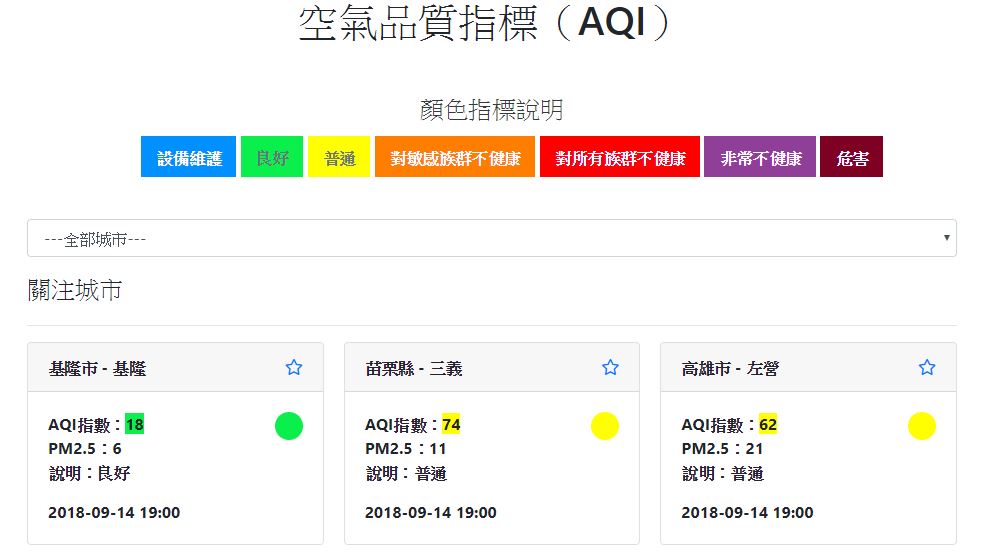 空氣品質指標（AQI）
顏色指標說明
設備維護 良好 普通 對敏感族群不健康 對所有族群不健康 非常不健康 危害
---全部城市---
關注城市
基隆市 - 基隆
AQI指數：18
PM2.5：6
說明：良好
2018-09-14 19:00
苗栗縣 - 三義
AQI指數：74
PM2.5：11
說明：普通
2018-09-14 19:00
高雄市 - 左營
AQI指數：62
PM2.5：21
說明：普通
2018-09-14 19:00